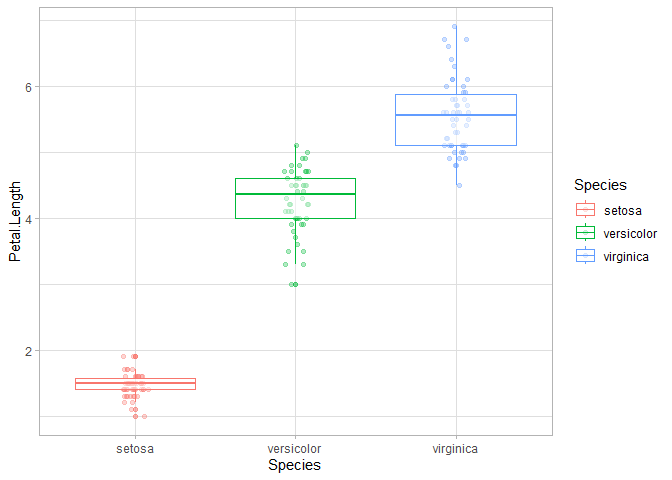 Petal.Length
6
4
2
setosa
versicolor
virginica
Species
Species
setosa
versicolor
virginica